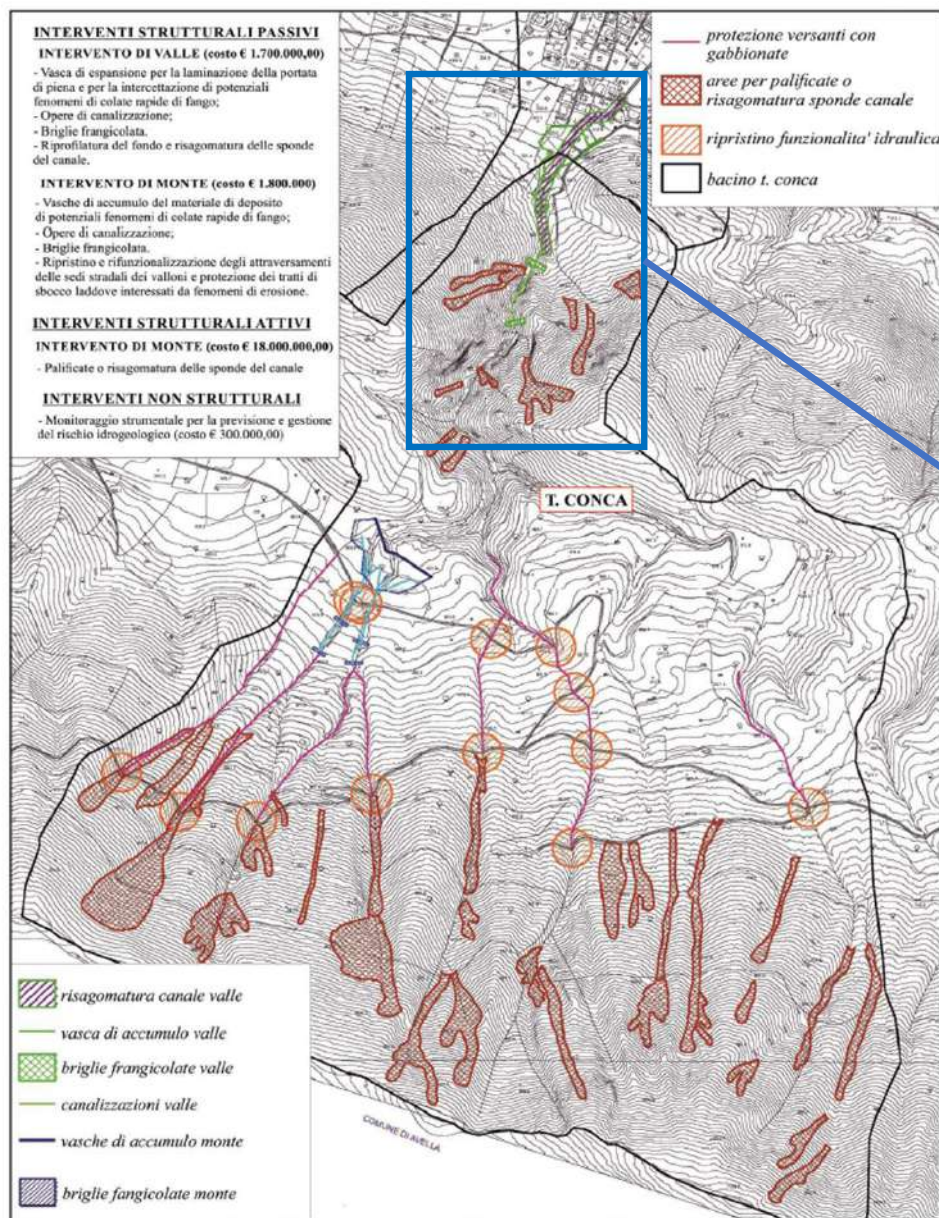 INTERVENTI STRUTTURALI PASSIVI
INTERVENTO DI VALLE (costo € 1.700.000,00)
- Vasca di espansione per la laminazione della portata
di piena e per la intercettazione di potenziali
fenomeni di colate rapide di fango;
- Opere di canalizzazione;
- Briglie frangicolata.
- Riprofilatura del fondo e risagomatura delle sponde
del canale.
INTERVENTO DI MONTE (costo € 1.800.000)
- Vasche di accumulo del materiale di deposito
di potenziali fenomeni di colate rapide di fango;
- Opere di canalizzazione;
- Briglie frangicolata.
- Ripristino e rifunzionalizzazione degli attraversamenti
delle sedi stradali dei valloni e protezione dei tratti di
sbocco laddove interessati da fenomeni di erosione.
INTERVENTI STRUTTURALI ATTIVI
INTERVENTO DI MONTE (costo € 18.000.000,00)
- Palificate o risagomatura delle sponde del canale
INTERVENTI NON STRUTTURALI
- Monitoraggio strumentale per la previsione e gestione
del rischio idrogeologico (costo € 300.000,00)
protezione versanti con
gabbionate
aree per palificate o
risagomatura sponde canale
ripristino funzionalita' idraulica
bacino t. conca
T. CONCA
risagomatura canale valle
vasca di accumulo valle
briglie frangicolate valle
canalizzazioni valle
vasche di accumulo monte
briglie fangicolate monte
COMUNE DI AVELLA